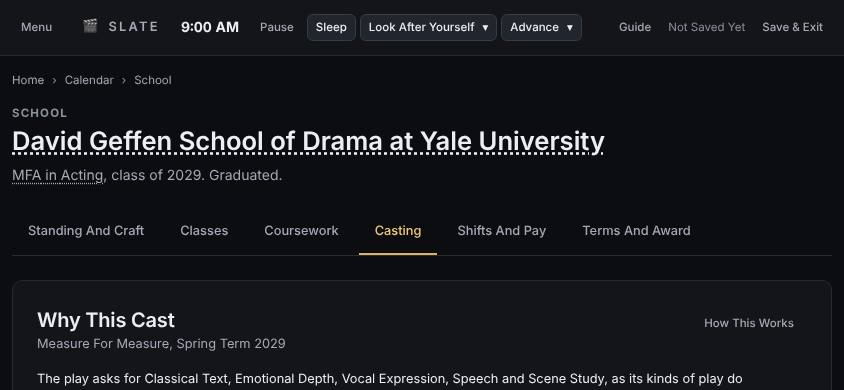 Menu SLATE 9:00 AM Pause Sleep Look After Yourself ▾ Advance ▾ Guide Not Saved Yet Save & Exit
Home › Calendar › School
SCHOOL
David Geffen School of Drama at Yale University
MFA in Acting, class of 2029. Graduated.
Standing And Craft Classes Coursework Casting Shifts And Pay Terms And Award
Why This Cast
How This Works
Measure For Measure, Spring Term 2029
The play asks for Classical Text, Emotional Depth, Vocal Expression, Speech and Scene Study, as its kinds of play do